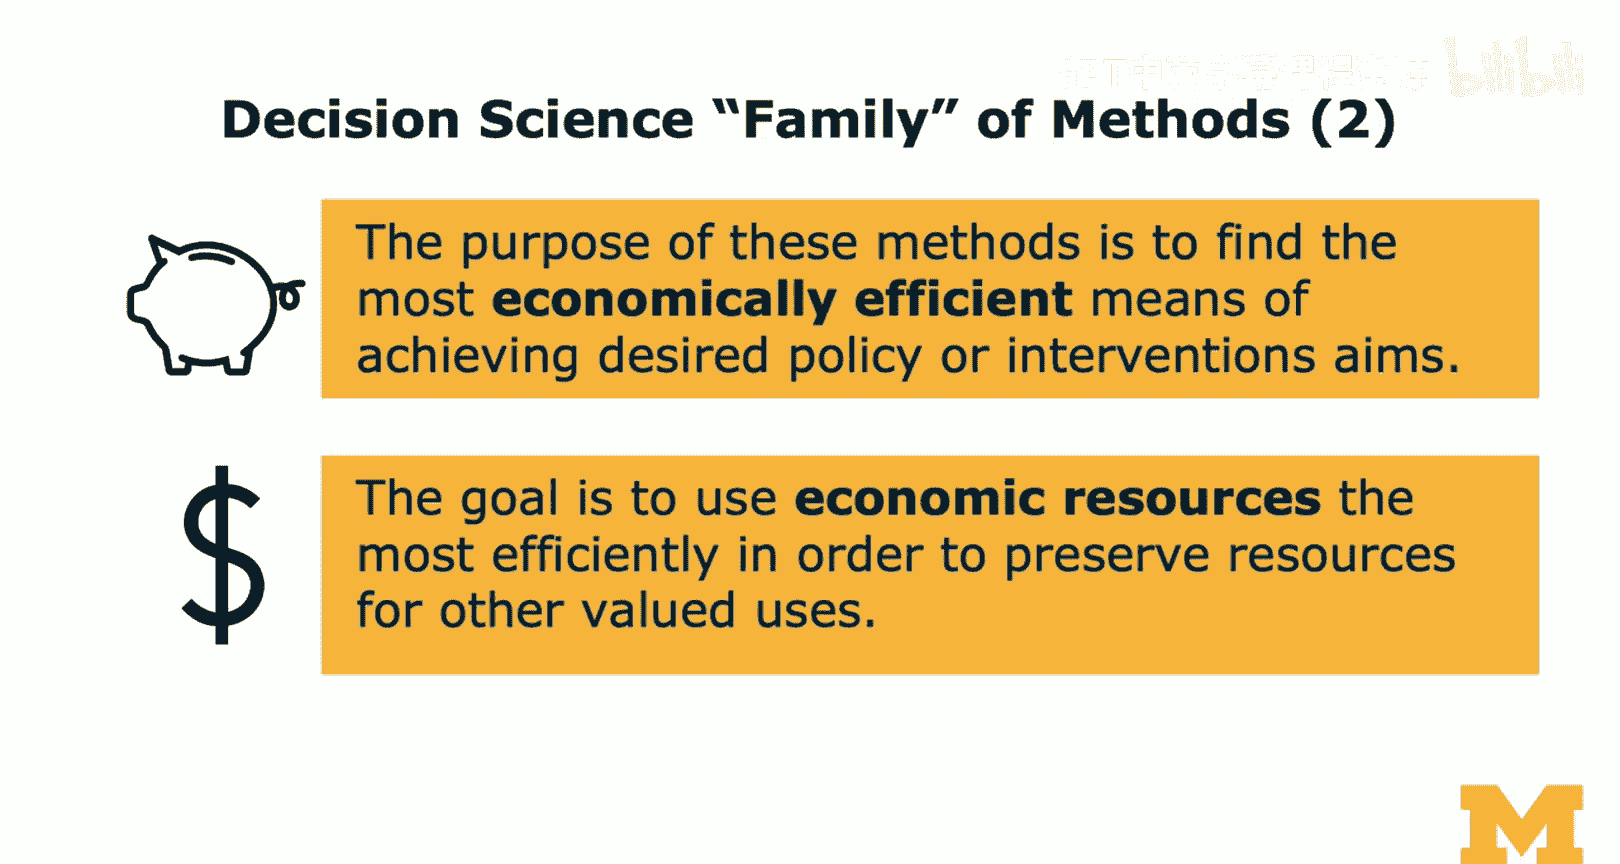 bilibili
Decision Science “Family” of Methods (2)
The purpose of these methods is to find the
most economically efficient means of
achieving desired policy or interventions aims.
$
The goal is to use economic resources the
most efficiently in order to preserve resources
for other valued uses.
M